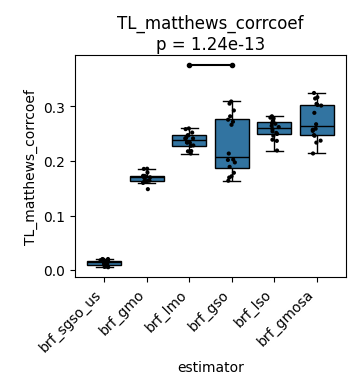 TL_matthews_corrcoef
p = 1.24e-13
TL_matthews_corrcoef
0.3
0.2
0.1
0.0
brf_sgso_us
brf_gmo
brf_lmo
brf_gso
brf_lso
brf_gmosa
estimator